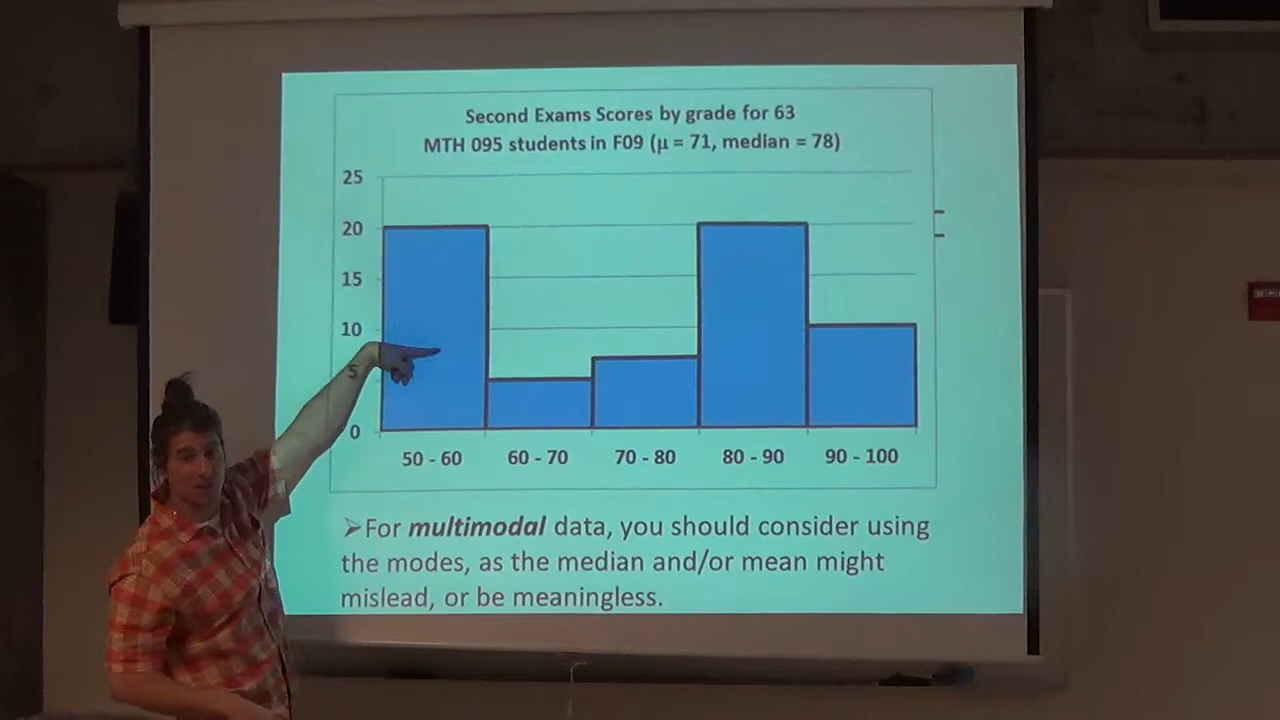 Second Exams Scores by grade for 63
MTH 095 students in F09 (μ = 71, median = 78)
25
20
15
10
5
0
50 - 60 60 - 70 70 - 80 80 - 90 90 - 100
➢For multimodal data, you should consider using
the modes, as the median and/or mean might
mislead, or be meaningless.